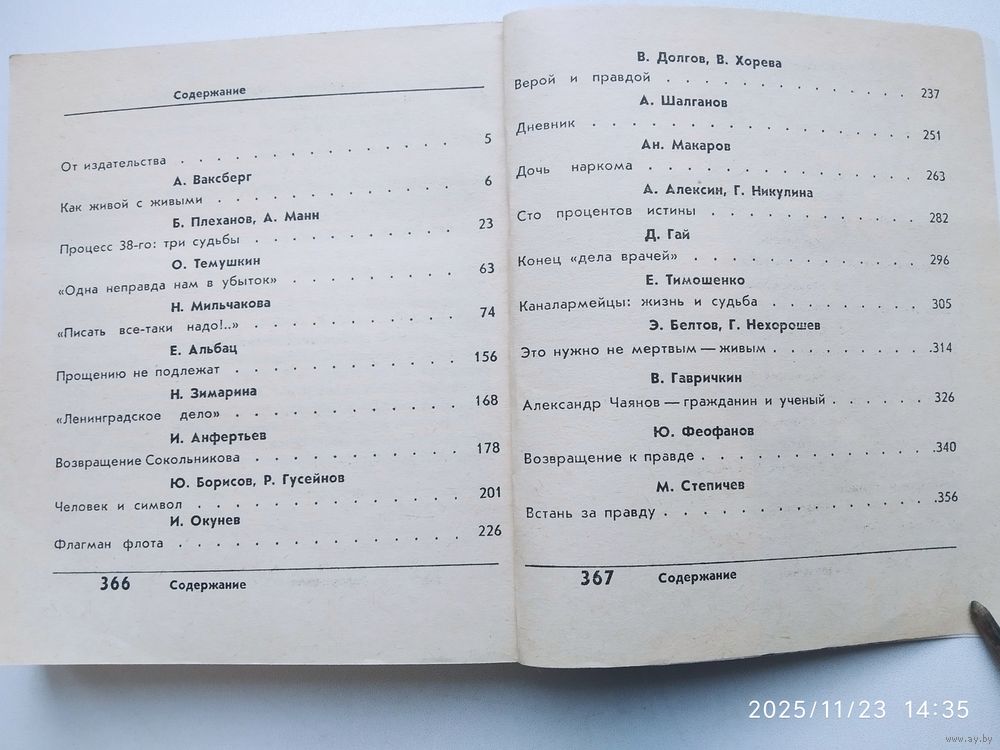 Содержание
От издательства . . . . . . . . . . . . . . . . 5
А. Ваксберг
Как живой с живыми . . . . . . . . . . . . . . 6
Б. Плеханов, А. Манн
Процесс 38-го: три судьбы . . . . . . . . . . . . 23
О. Темушкин
«Одна неправда нам в убыток» . . . . . . . . . . 63
Н. Мильчакова
«Писать все-таки надо!..» . . . . . . . . . . . . 74
Е. Альбац
Прощению не подлежат . . . . . . . . . . . . . 156
Н. Зимарина
«Ленинградское дело» . . . . . . . . . . . . . 168
И. Анфертьев
Возвращение Сокольникова . . . . . . . . . . . . 178
Ю. Борисов, Р. Гусейнов
Человек и символ . . . . . . . . . . . . . . . 201
И. Окунев
Флагман флота . . . . . . . . . . . . . . . . 226
366 Содержание
В. Долгов, В. Хорева
Верой и правдой . . . . . . . . . . . . . . . 237
А. Шалганов
Дневник . . . . . . . . . . . . . . . . . . . 251
Ан. Макаров
Дочь наркома . . . . . . . . . . . . . . . . 263
А. Алексин, Г. Никулина
Сто процентов истины . . . . . . . . . . . . . 282
Д. Гай
Конец «дела врачей» . . . . . . . . . . . . . 296
Е. Тимошенко
Каналармейцы: жизнь и судьба . . . . . . . . . . 305
Э. Белтов, Г. Нехорошев
Это нужно не мертвым — живым . . . . . . . . . .314
В. Гавричкин
Александр Чаянов — гражданин и ученый . . . . . . 326
Ю. Феофанов
Возвращение к правде . . . . . . . . . . . . . .340
М. Степичев
Встань за правду . . . . . . . . . . . . . . . .356
367 Содержание
2025/11/23 14:35
www.ay.by